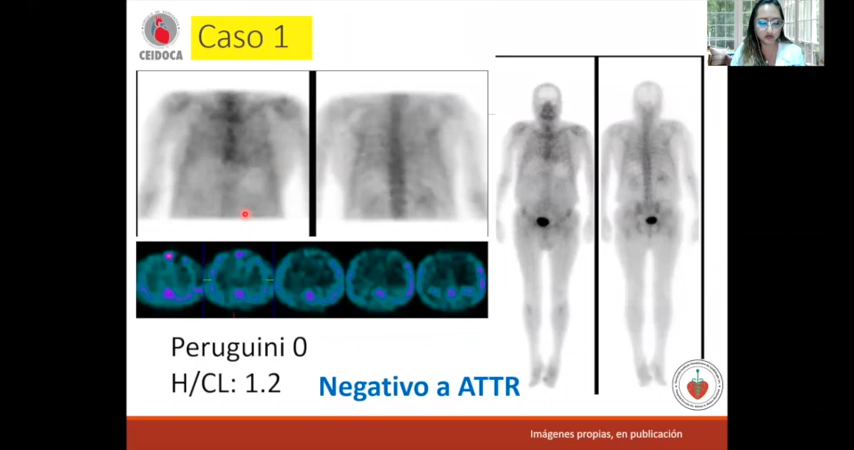 CEIDOCA
Caso 1
Peruguini 0
H/CL: 1.2
Negativo a ATTR
Imágenes propias, en publicación